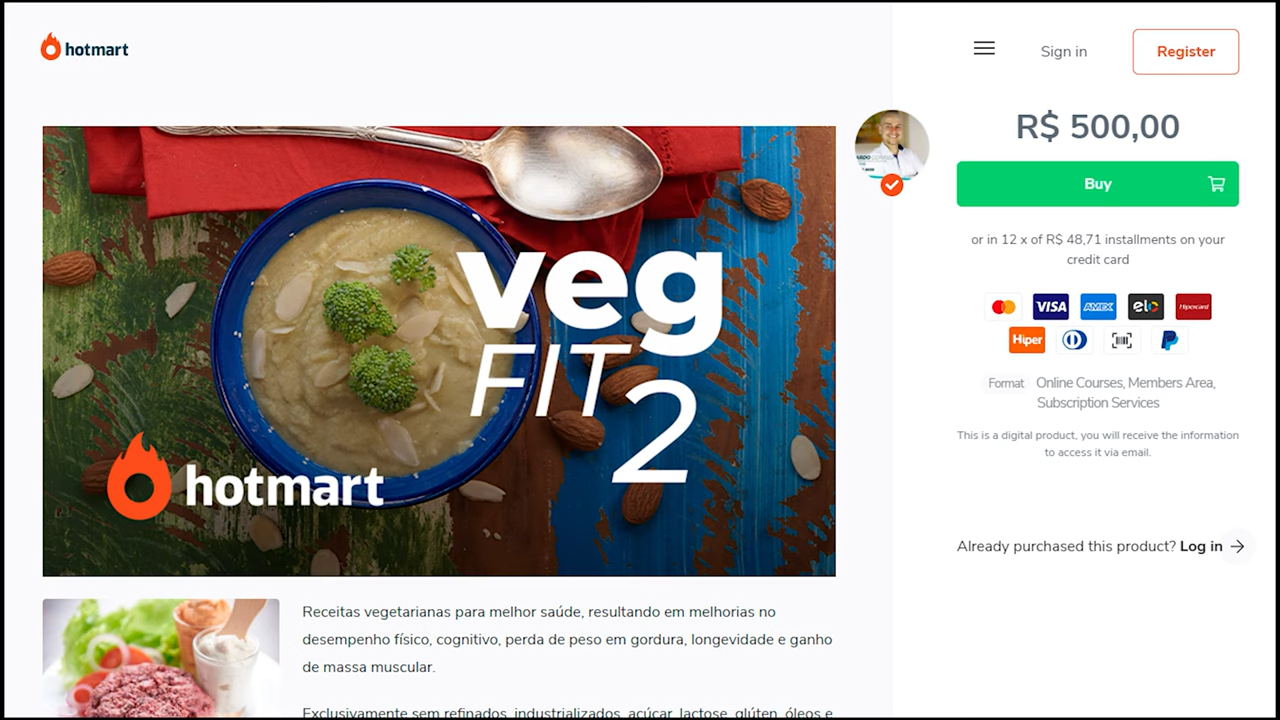 hotmart
Sign in
Register
R$ 500,00
Buy
or in 12 x of R$ 48,71 installments on your
credit card
VISA
AMEX
elo
Hipercard
Hiper
Format
Online Courses, Members Area,
Subscription Services
This is a digital product, you will receive the information
to access it via email.
Already purchased this product? Log in
veg
FIT
2
hotmart
Receitas vegetarianas para melhor saúde, resultando em melhorias no
desempenho físico, cognitivo, perda de peso em gordura, longevidade e ganho
de massa muscular.
Exclusivamente sem refinados, industrializados, açúcar, lactose, glúten, óleos e